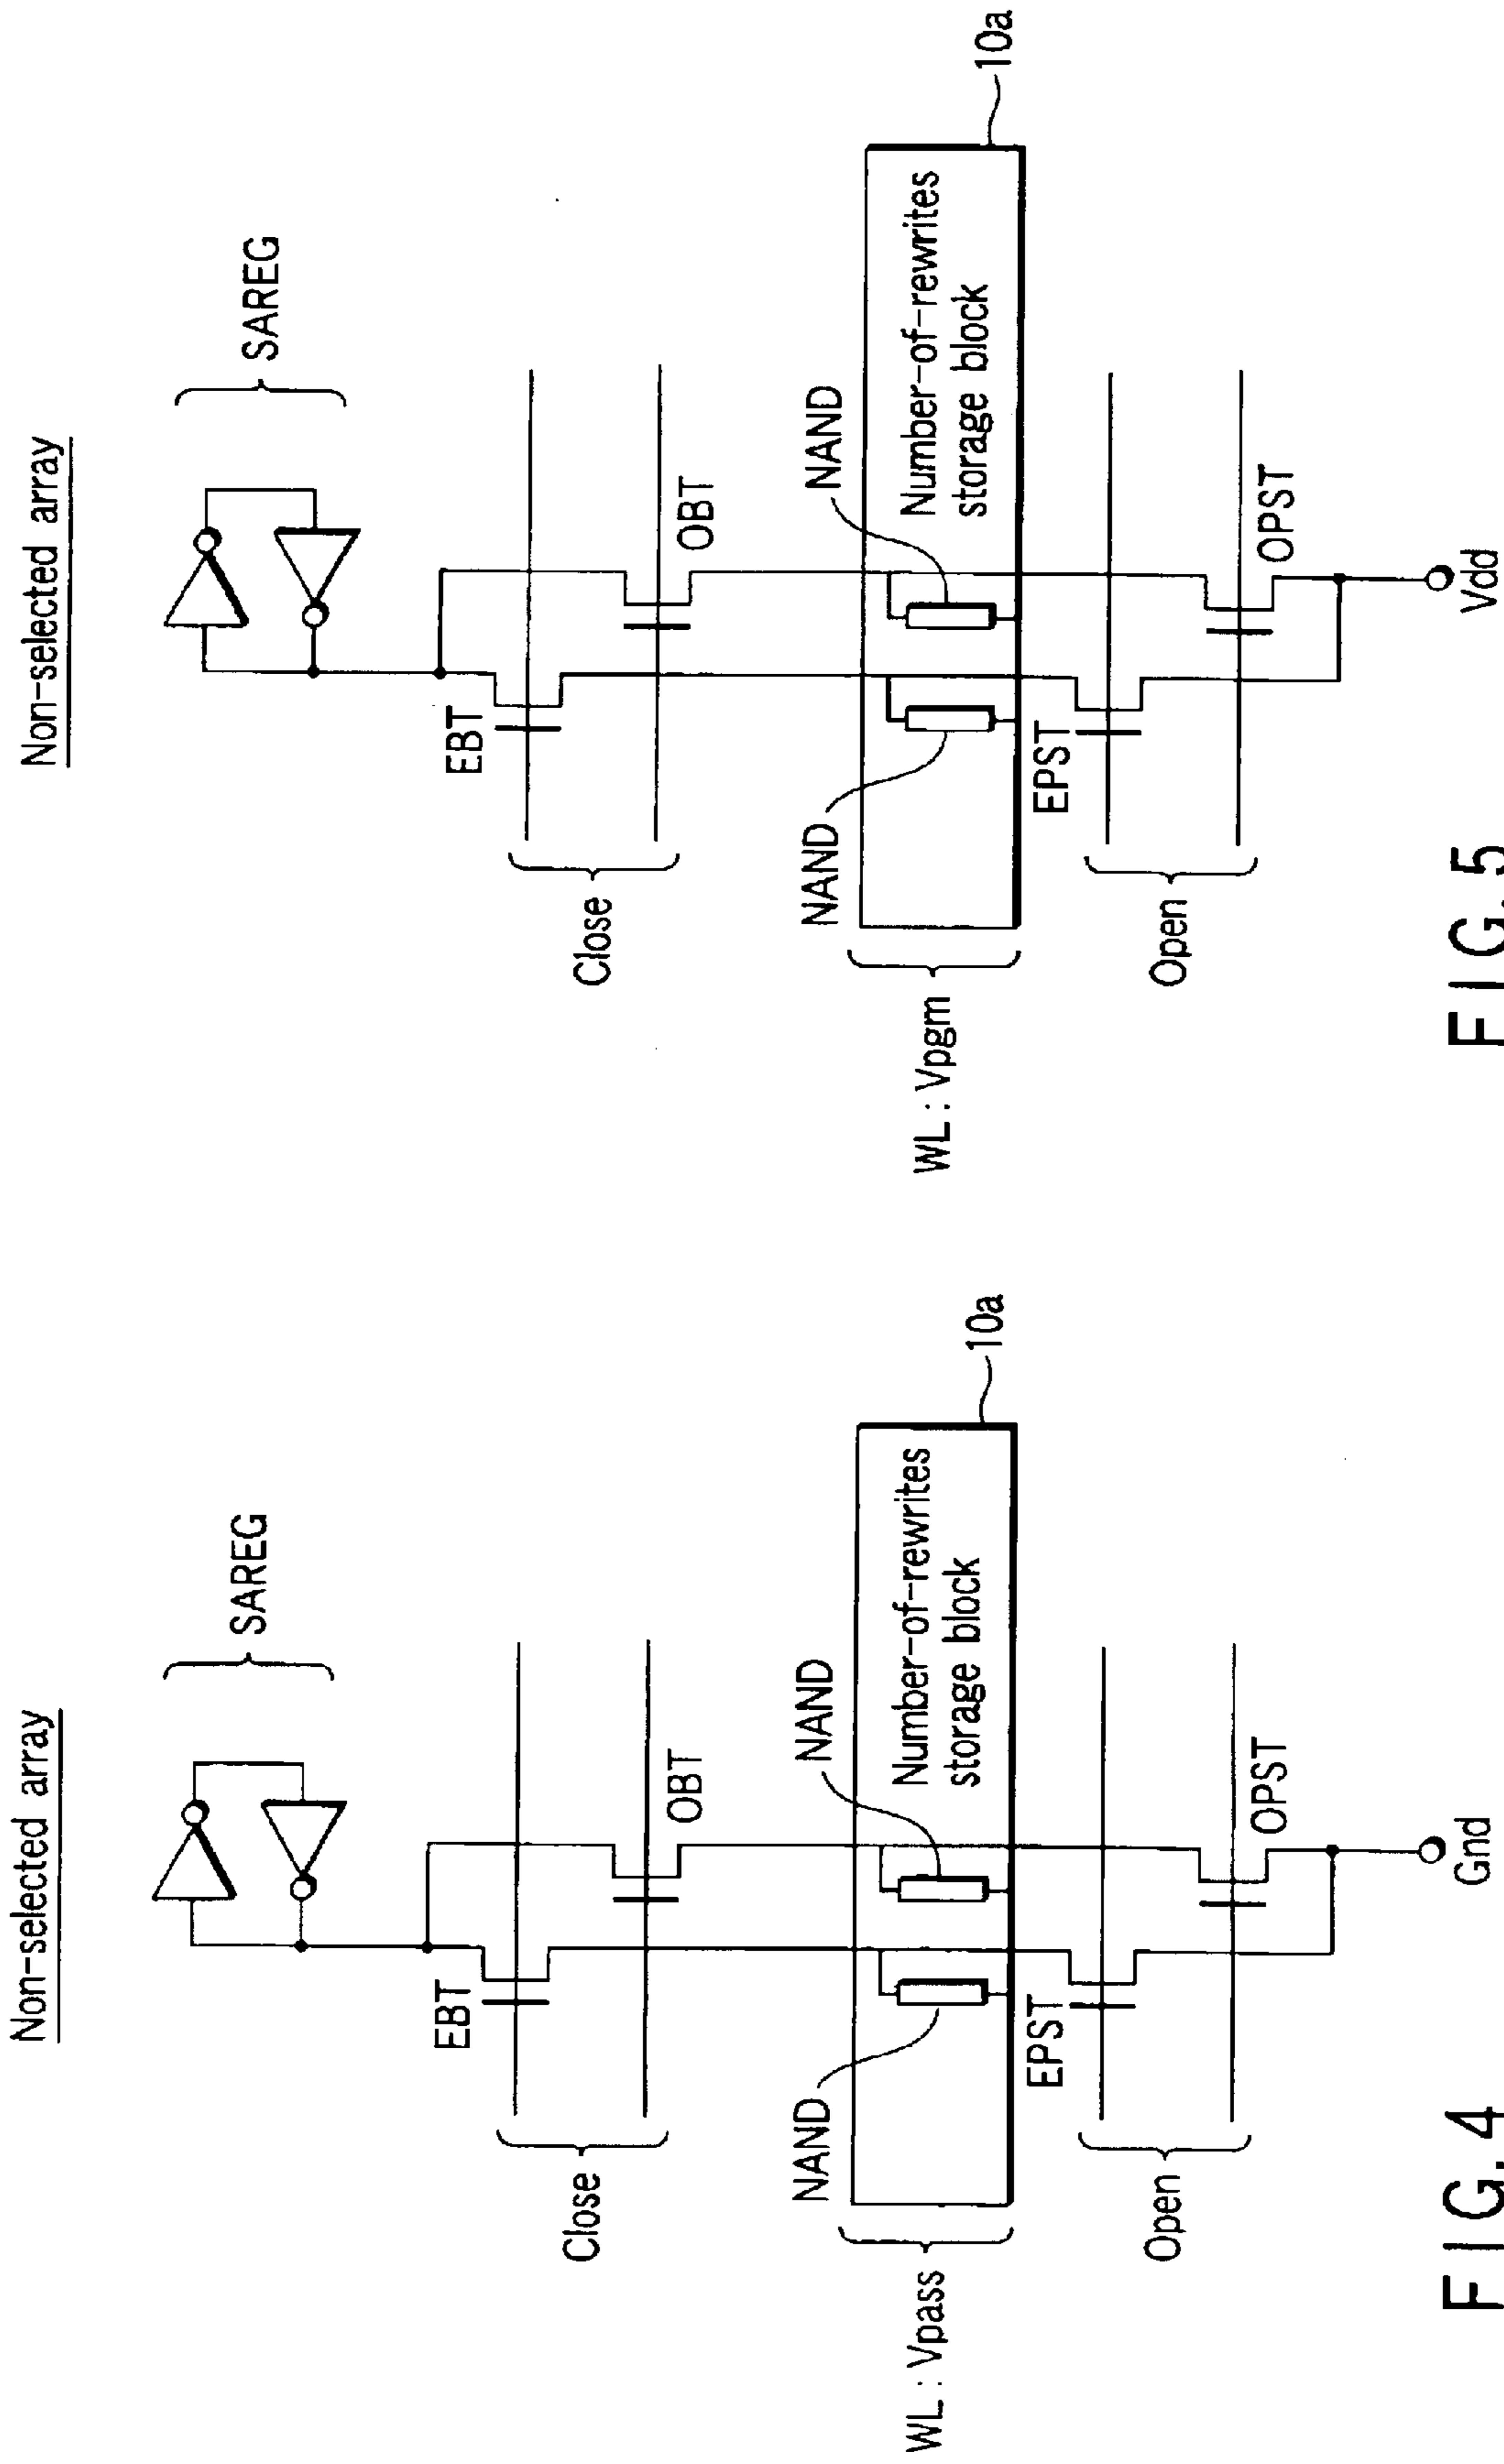 Non-selected array
SAREG
EBT
OBT
Close
NAND
NAND
Number-of-rewrites
storage block
10a
WL : Vpass
EPST
OPST
Open
Gnd
FIG. 4
Non-selected array
SAREG
EBT
OBT
Close
NAND
NAND
Number-of-rewrites
storage block
10a
WL : Vpgm
EPST
OPST
Open
Vdd
FIG. 5